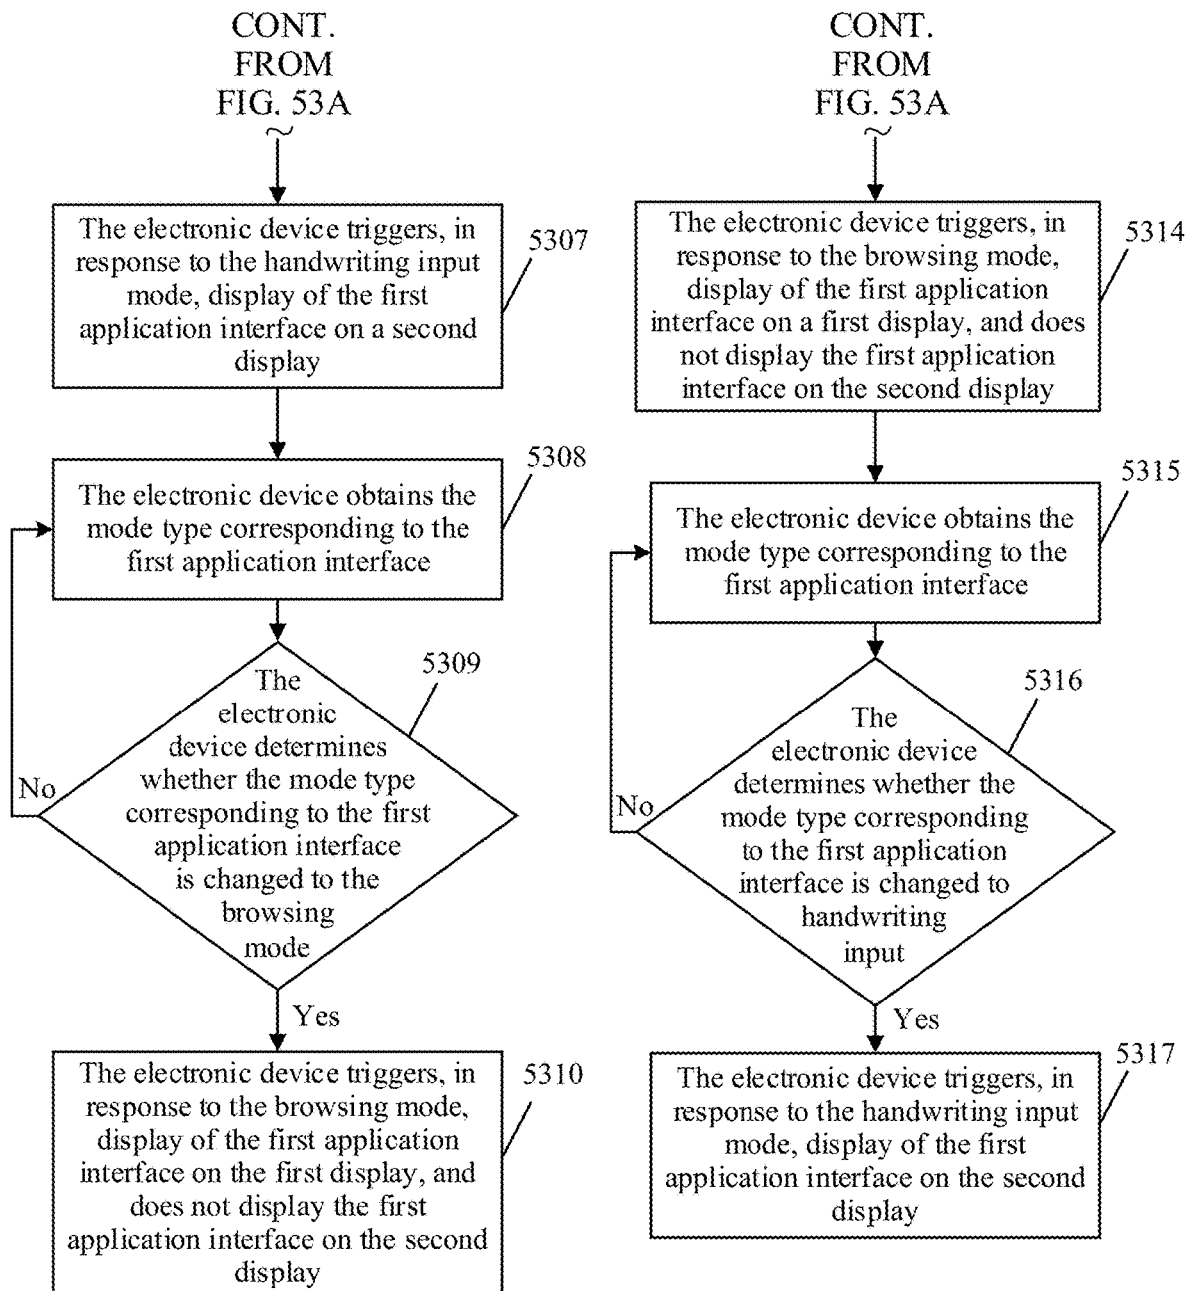 CONT.
FROM
FIG. 53A
The electronic device triggers, in
response to the handwriting input
mode, display of the first
application interface on a second
display
5307
The electronic device obtains the
mode type corresponding to the
first application interface
5308
The
electronic
device determines
whether the mode type
corresponding to the first
application interface
is changed to the
browsing
mode
5309
No
Yes
The electronic device triggers, in
response to the browsing mode,
display of the first application
interface on the first display, and
does not display the first
application interface on the second
display
5310
CONT.
FROM
FIG. 53A
The electronic device triggers, in
response to the browsing mode,
display of the first application
interface on a first display, and does
not display the first application
interface on the second display
5314
The electronic device obtains the
mode type corresponding to the
first application interface
5315
The
electronic device
determines whether the
mode type corresponding
to the first application
interface is changed to
handwriting
input
5316
No
Yes
The electronic device triggers, in
response to the handwriting input
mode, display of the first
application interface on the second
display
5317